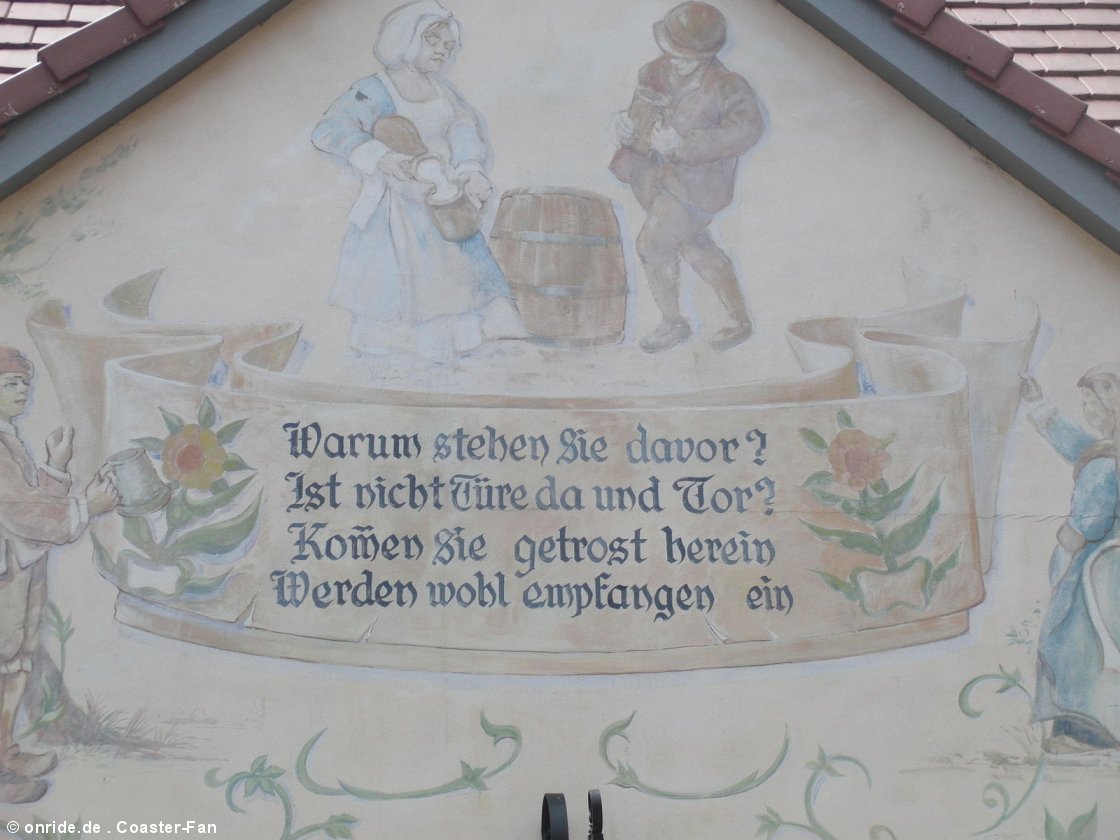 Warum stehen Sie davor?
Ist nicht Türe da und Tor?
Kom̄en Sie getrost herein
Werden wohl empfangen ein
© onride.de . Coaster-Fan